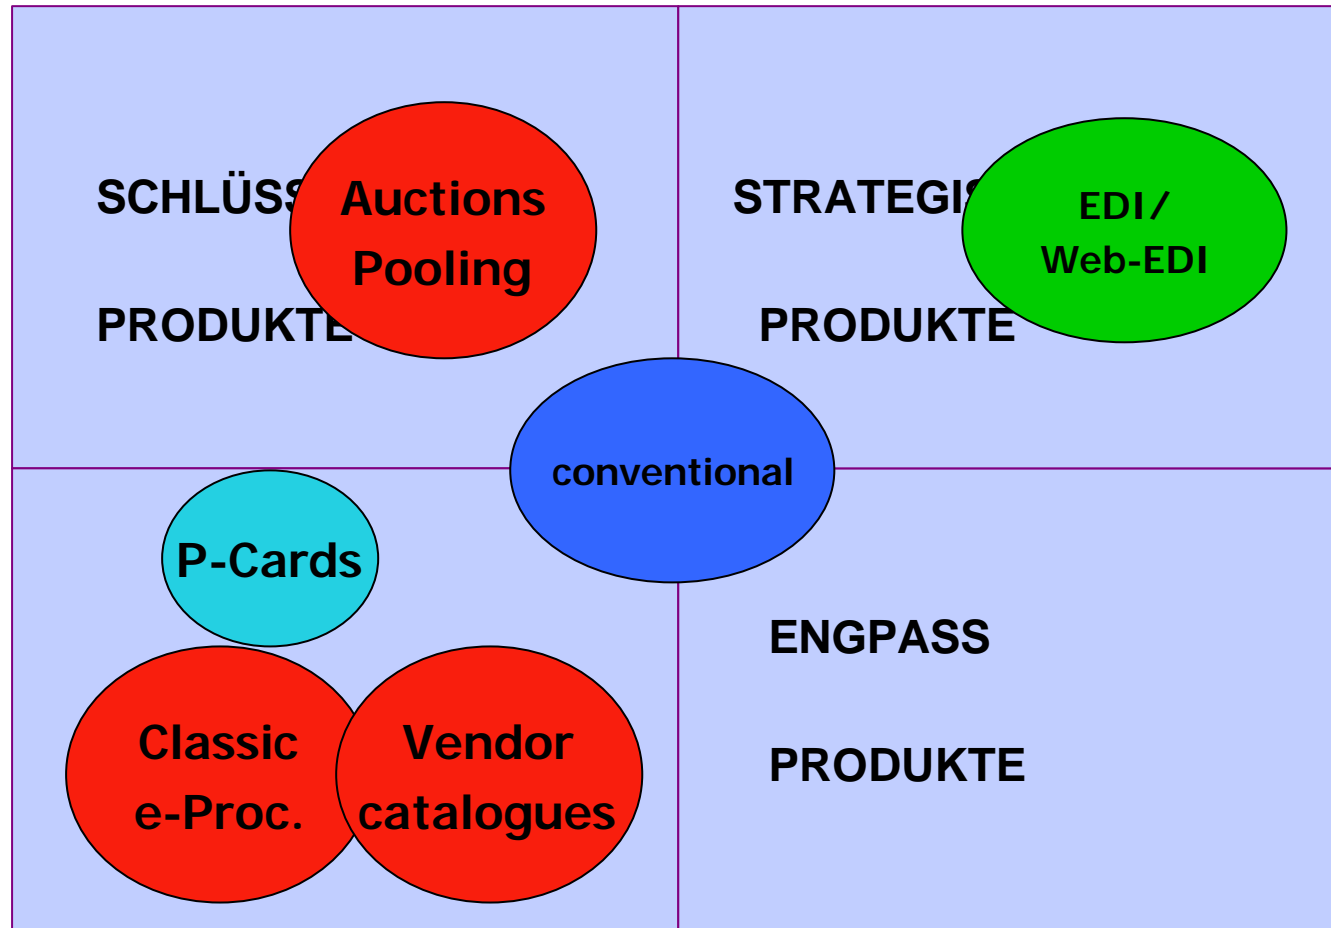 SCHLÜSS
PRODUKTE
Auctions
Pooling
STRATEGIS
PRODUKTE
EDI/
Web-EDI
conventional
P-Cards
Classic
e-Proc.
Vendor
catalogues
ENGPASS
PRODUKTE